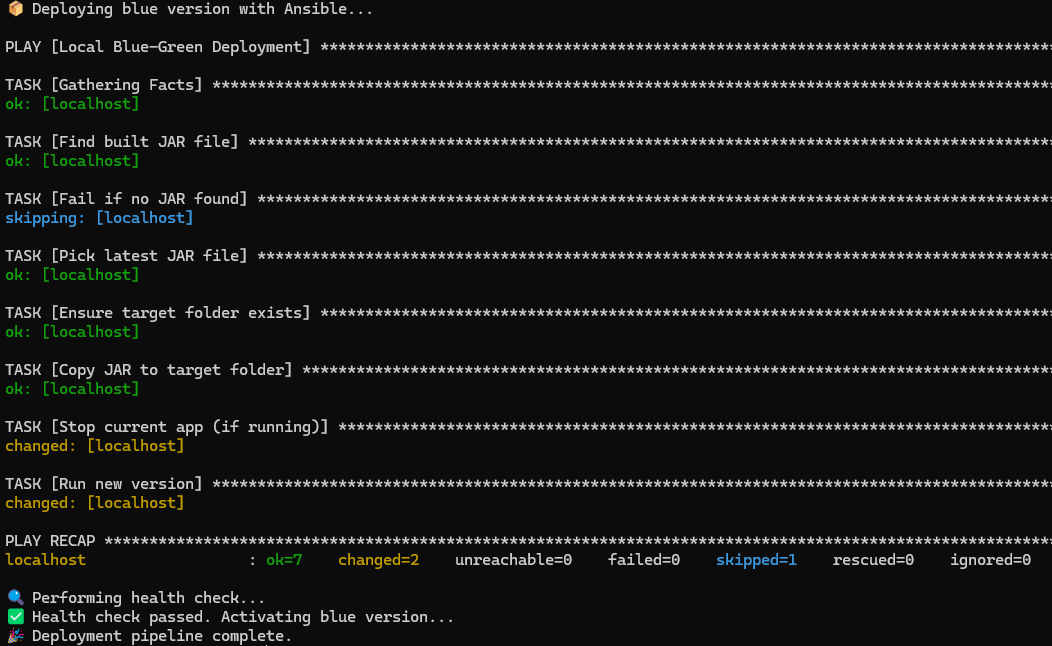 📦 Deploying blue version with Ansible...
PLAY [Local Blue-Green Deployment] *********************************************************************************
TASK [Gathering Facts] *********************************************************************************************
ok: [localhost]
TASK [Find built JAR file] *****************************************************************************************
ok: [localhost]
TASK [Fail if no JAR found] ****************************************************************************************
skipping: [localhost]
TASK [Pick latest JAR file] ****************************************************************************************
ok: [localhost]
TASK [Ensure target folder exists] *********************************************************************************
ok: [localhost]
TASK [Copy JAR to target folder] ***********************************************************************************
ok: [localhost]
TASK [Stop current app (if running)] *******************************************************************************
changed: [localhost]
TASK [Run new version] *********************************************************************************************
changed: [localhost]
PLAY RECAP *********************************************************************************************************
localhost                  : ok=7    changed=2    unreachable=0    failed=0    skipped=1    rescued=0    ignored=0
🔍 Performing health check...
✅ Health check passed. Activating blue version...
🎉 Deployment pipeline complete.